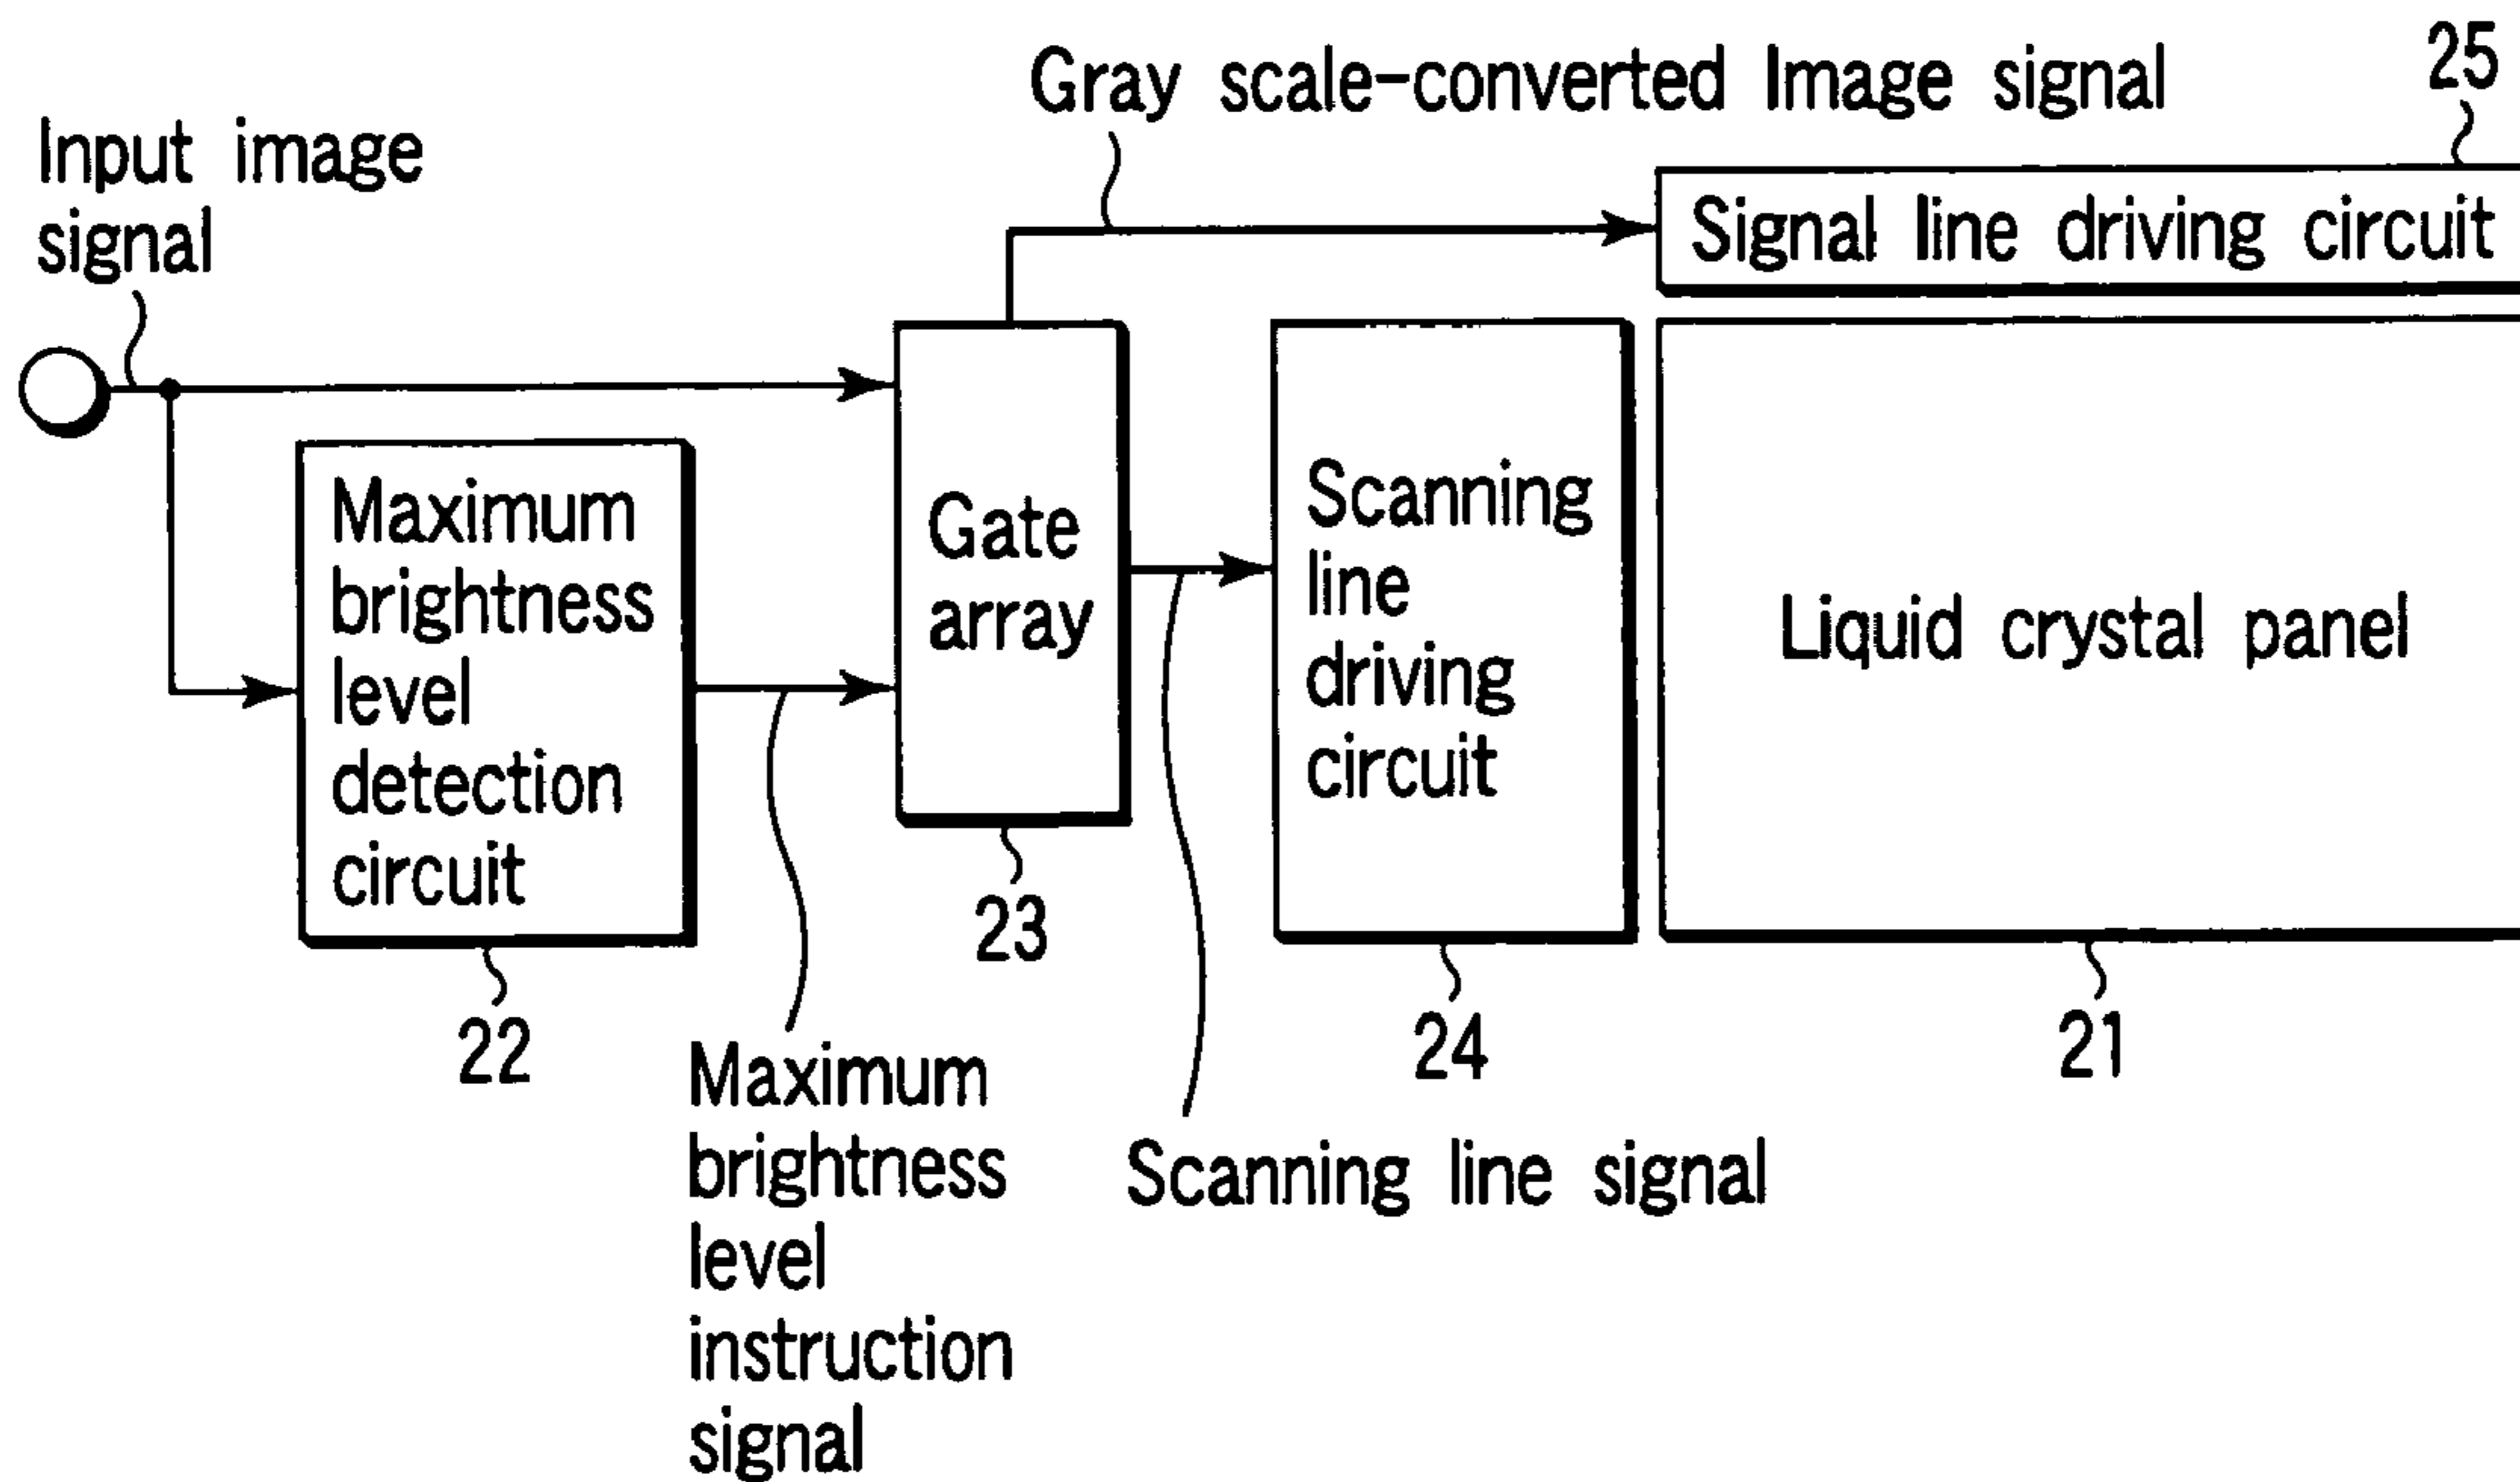 Gray scale-converted Image signal
25
Input image
signal
Signal line driving circuit
Maximum
brightness
level
detection
circuit
Gate
array
Scanning
line
driving
circuit
Liquid crystal panel
23
22
24
21
Maximum
brightness
level
instruction
signal
Scanning line signal